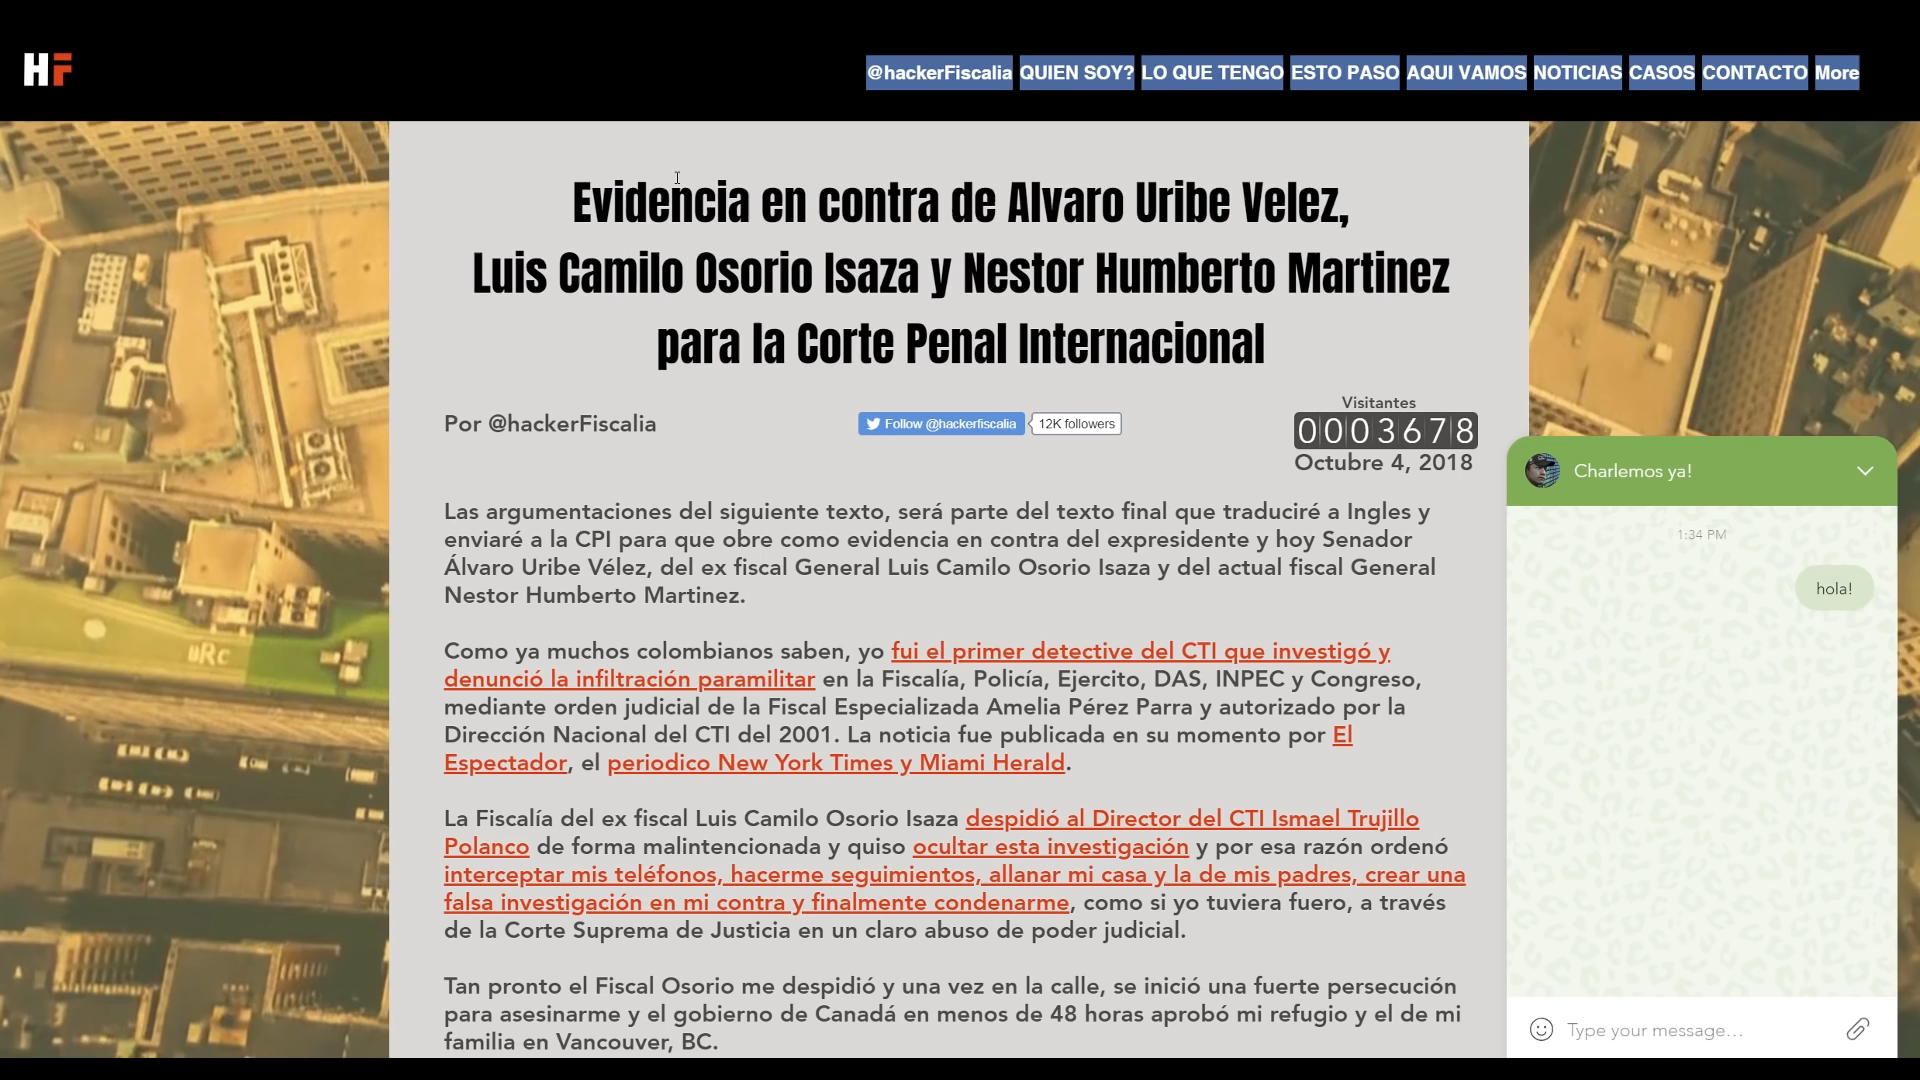 HF
@hackerFiscalia QUIEN SOY? LO QUE TENGO ESTO PASO AQUI VAMOS NOTICIAS CASOS CONTACTO More
Evidencia en contra de Alvaro Uribe Velez,
Luis Camilo Osorio Isaza y Nestor Humberto Martinez
para la Corte Penal Internacional
Por @hackerFiscalia
Follow @hackerfiscalia
12K followers
Visitantes
0003678
Octubre 4, 2018
Las argumentaciones del siguiente texto, será parte del texto final que traduciré a Ingles y
enviaré a la CPI para que obre como evidencia en contra del expresidente y hoy Senador
Álvaro Uribe Vélez, del ex fiscal General Luis Camilo Osorio Isaza y del actual fiscal General
Nestor Humberto Martinez.
Como ya muchos colombianos saben, yo fui el primer detective del CTI que investigó y
denunció la infiltración paramilitar en la Fiscalía, Policía, Ejercito, DAS, INPEC y Congreso,
mediante orden judicial de la Fiscal Especializada Amelia Pérez Parra y autorizado por la
Dirección Nacional del CTI del 2001. La noticia fue publicada en su momento por El
Espectador, el periodico New York Times y Miami Herald.
La Fiscalía del ex fiscal Luis Camilo Osorio Isaza despidió al Director del CTI Ismael Trujillo
Polanco de forma malintencionada y quiso ocultar esta investigación y por esa razón ordenó
interceptar mis teléfonos, hacerme seguimientos, allanar mi casa y la de mis padres, crear una
falsa investigación en mi contra y finalmente condenarme, como si yo tuviera fuero, a través
de la Corte Suprema de Justicia en un claro abuso de poder judicial.
Tan pronto el Fiscal Osorio me despidió y una vez en la calle, se inició una fuerte persecución
para asesinarme y el gobierno de Canadá en menos de 48 horas aprobó mi refugio y el de mi
familia en Vancouver, BC.
Charlemos ya!
1:34 PM
hola!
Type your message...